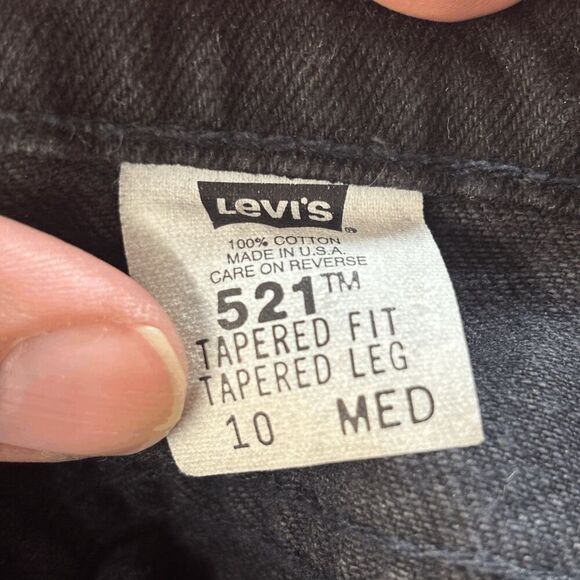 Levi's ®
100% COTTON
MADE IN U.S.A.
CARE ON REVERSE
521™
TAPERED FIT
TAPERED LEG
10 MED